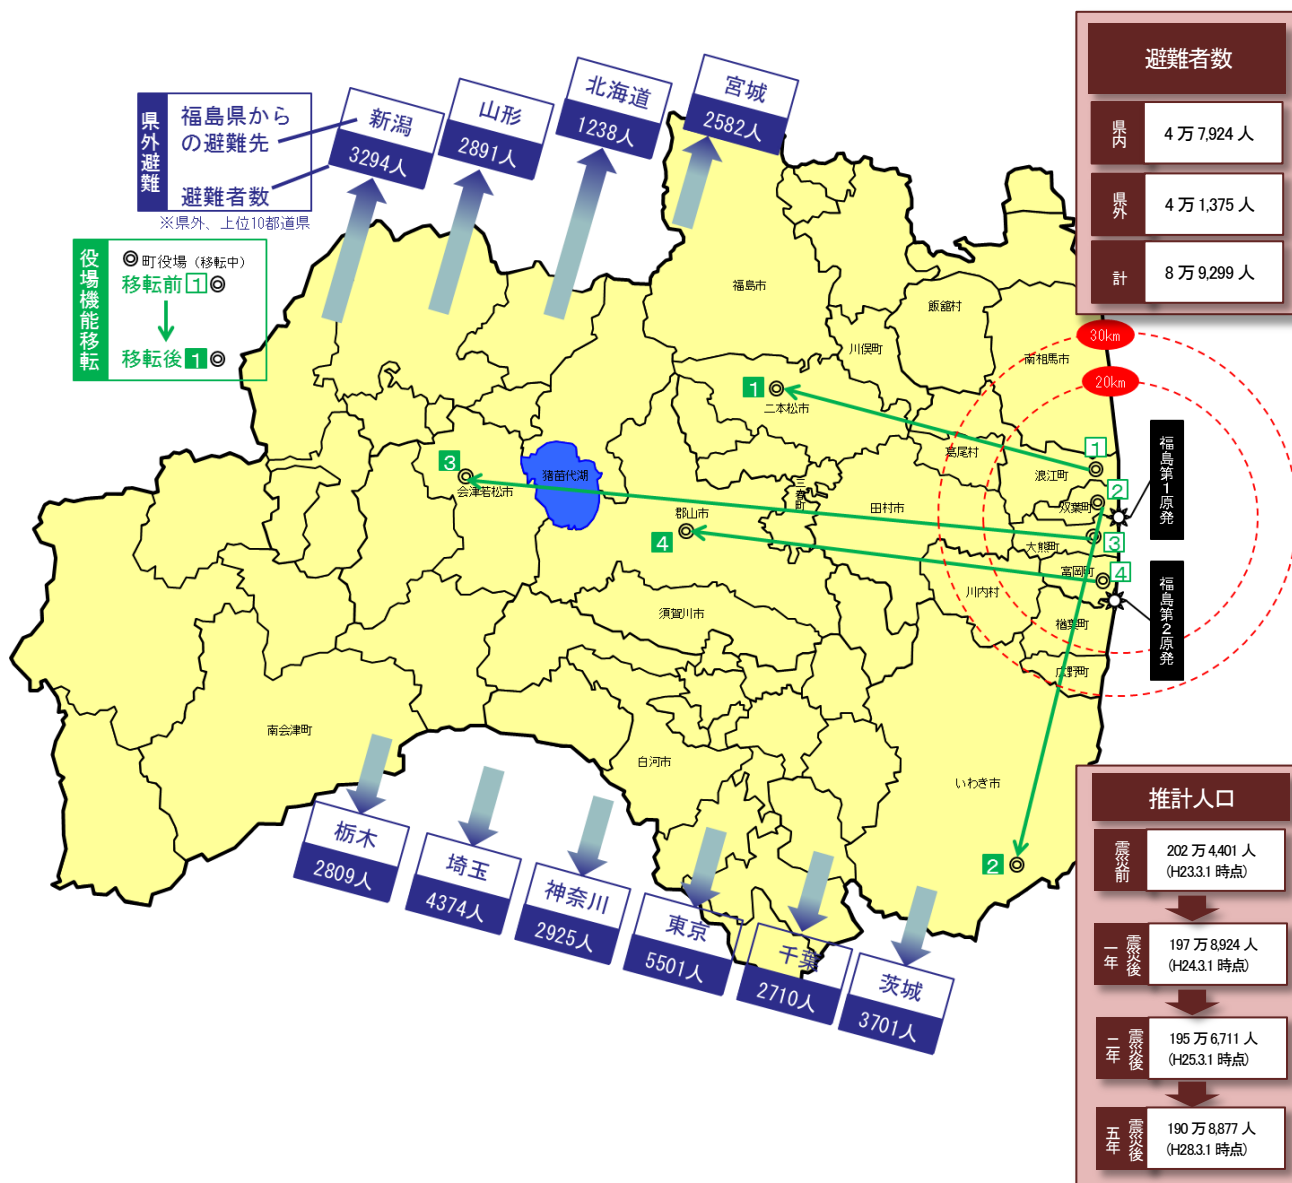 県外避難
福島県から
の避難先
避難者数
※県外、上位10都道県
新潟
3294人
山形
2891人
北海道
1238人
宮城
2582人
避難者数
県内
4万7,924人
県外
4万1,375人
計
8万9,299人
役場機能移転
町役場（移転中）
移転前 1
移転後 1
30km
20km
福島市
飯舘村
川俣町
南相馬市
1
二本松市
葛尾村
浪江町
1
2
双葉町
福島第1原発
3
会津若松市
猪苗代湖
三春町
田村市
郡山市
4
大熊町
3
富岡町
4
福島第2原発
川内村
須賀川市
楢葉町
広野町
南会津町
白河市
いわき市
2
栃木
2809人
埼玉
4374人
神奈川
2925人
東京
5501人
千葉
2710人
茨城
3701人
推計人口
震災前
202万4,401人
(H23.3.1時点)
震災後
一年
197万8,924人
(H24.3.1時点)
震災後
二年
195万6,711人
(H25.3.1時点)
震災後
五年
190万8,877人
(H28.3.1時点)